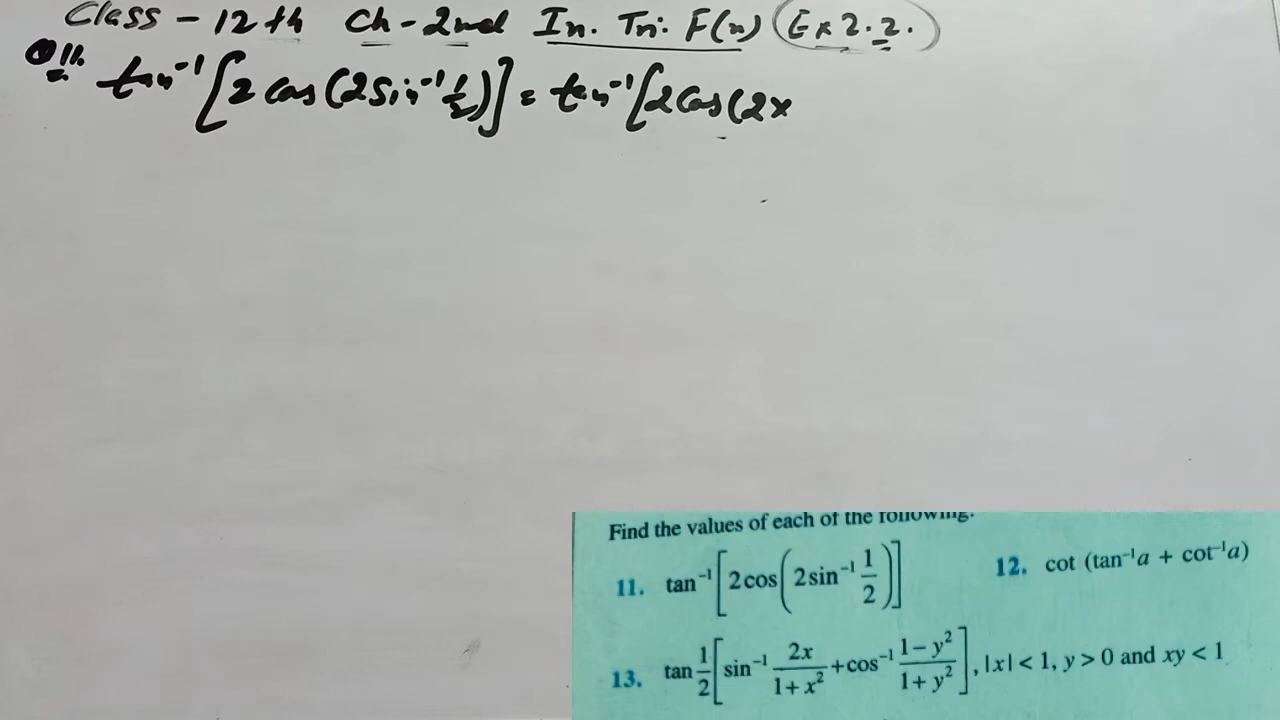 Class - 12th Ch - 2nd In. Tri. F(n) (Ex 2.2.)
Q11. tan⁻¹[2 cos(2 sin⁻¹ 1/2)] = tan⁻¹[2 cos(2×
Find the values of each of the following:
11. tan⁻¹[2cos(2sin⁻¹ 1/2)] 12. cot (tan⁻¹a + cot⁻¹a)
13. tan 1/2 [sin⁻¹ 2x/1+x² + cos⁻¹ 1−y²/1+y²], |x| < 1, y > 0 and xy < 1